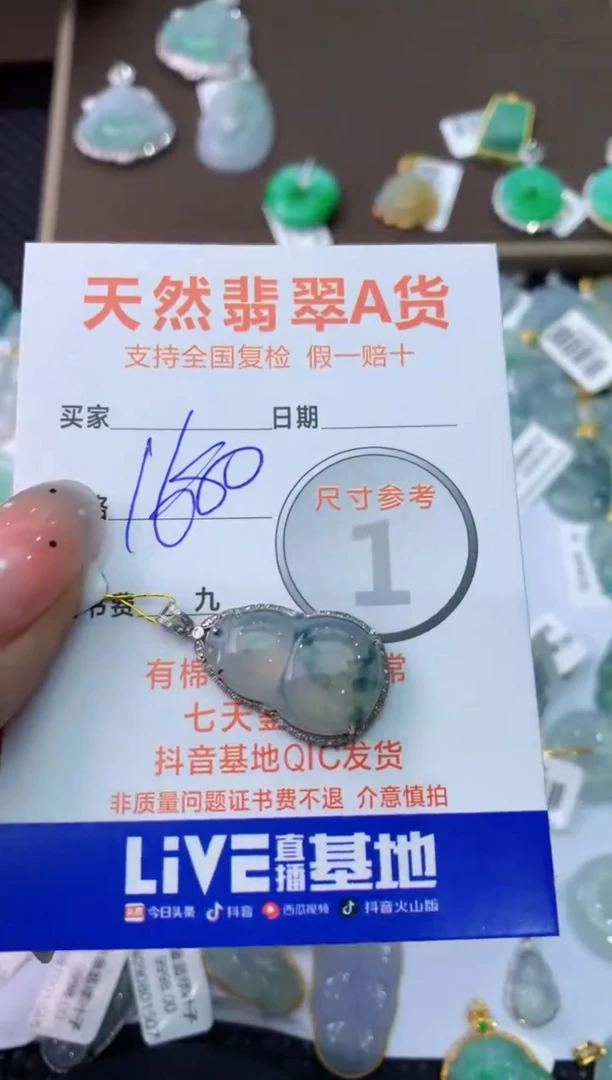 天然翡翠A货
支持全国复检 假一赔十
买家 日期
1680
尺寸参考
1
书费 九
有棉 常
七天
抖音基地QIC发货
非质量问题证书费不退 介意慎拍
LiVE直播基地
今日头条 抖音 西瓜视频 抖音火山版